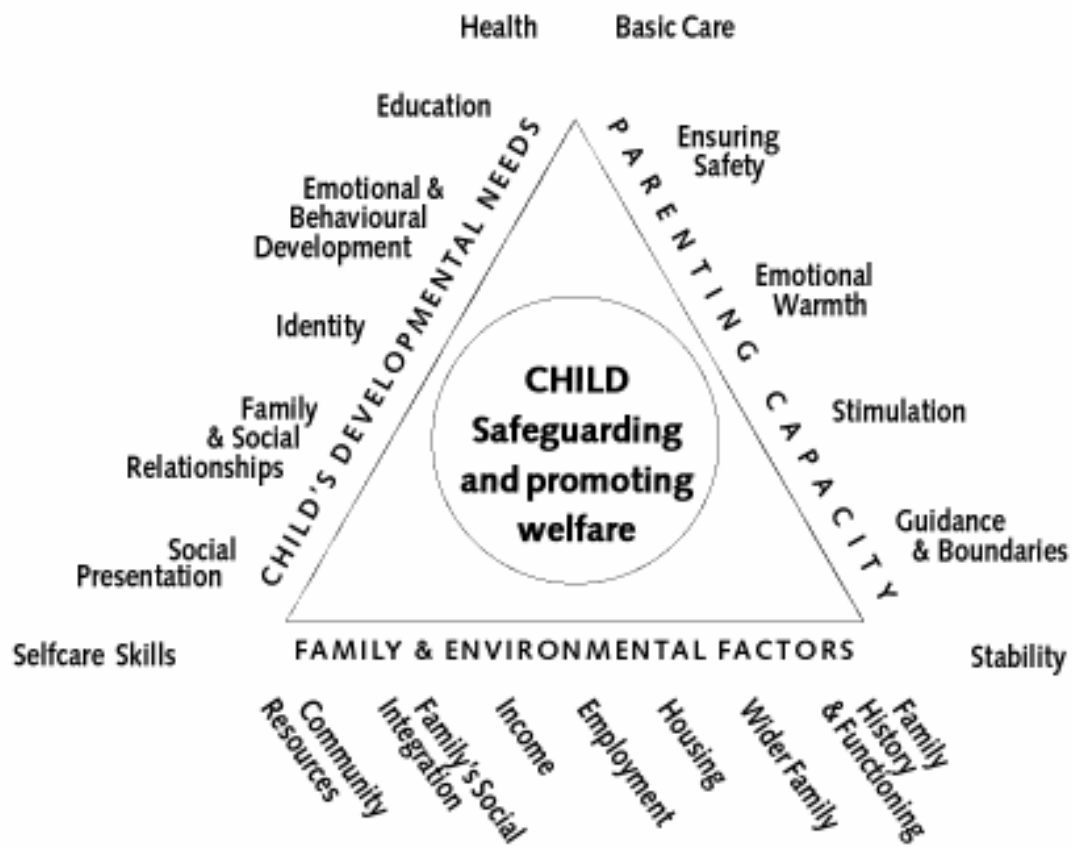 Health
Basic Care
Education
Ensuring
Safety
Emotional &
Behavioural
Development
Emotional
Warmth
Identity
Stimulation
Family
& Social
Relationships
Guidance
& Boundaries
Social
Presentation
Selfcare Skills
Stability
CHILD'S DEVELOPMENTAL NEEDS
PARENTING CAPACITY
CHILD
Safeguarding
and promoting
welfare
FAMILY & ENVIRONMENTAL FACTORS
Community
Resources
Family's Social
Integration
Income
Employment
Housing
Wider Family
Family
History
& Functioning